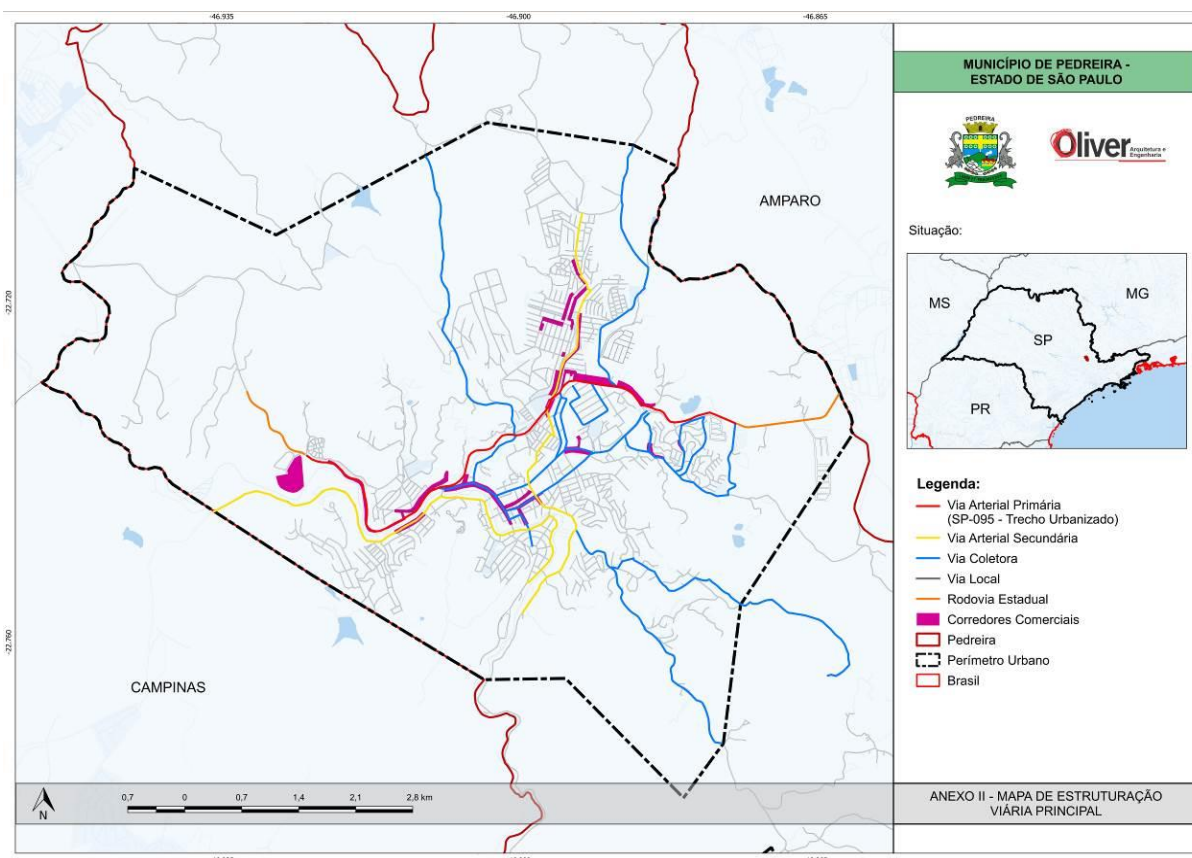 -46.935
-46.900
-46.865
-22.720
-22.760
AMPARO
CAMPINAS
N
0,7 0 0,7 1,4 2,1 2,8 km
MUNICÍPIO DE PEDREIRA -
ESTADO DE SÃO PAULO
PEDREIRA
Oliver
Arquitetura e
Engenharia
Situação:
MS
MG
SP
PR
Legenda:
Via Arterial Primária
(SP-095 - Trecho Urbanizado)
Via Arterial Secundária
Via Coletora
Via Local
Rodovia Estadual
Corredores Comerciais
Pedreira
Perímetro Urbano
Brasil
ANEXO II - MAPA DE ESTRUTURAÇÃO
VIÁRIA PRINCIPAL